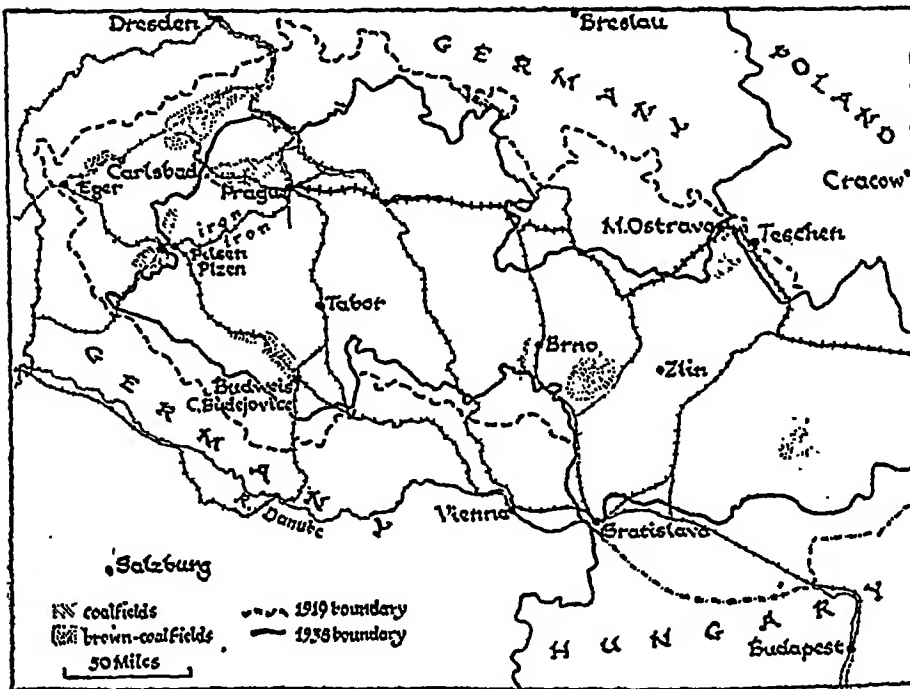 Dresden
Breslau
GERMANY
POLAND
Cracow
Carlsbad
Eger
Prague
iron
iron
M.Ostrava
Teschen
Pilsen
Plzen
Tabor
Brno
Zlin
GERMANY
Budweis
C.Budejovice
R. Danube
Vienna
Bratislava
Salzburg
coalfields
1919 boundary
brown-coalfields
1938 boundary
50 Miles
HUNGARY
Budapest